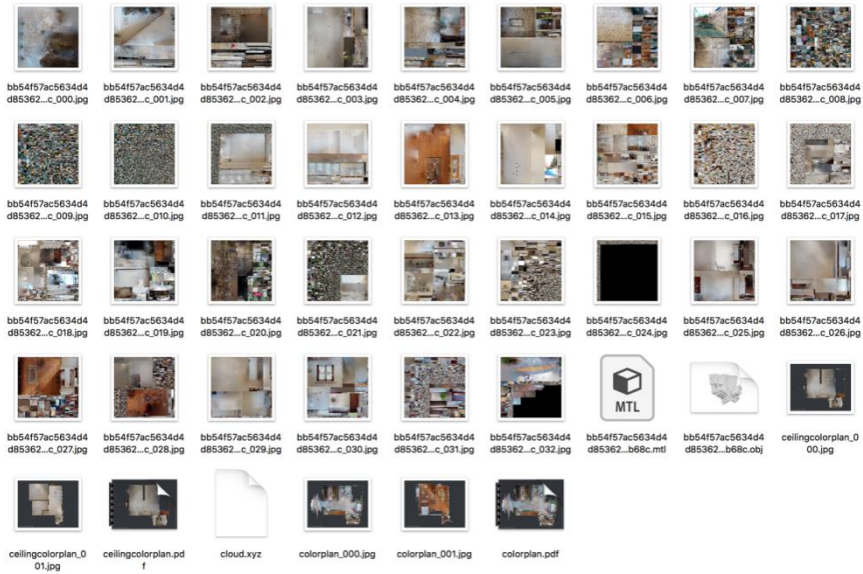 bb54f57ac5634d4 bb54f57ac5634d4 bb54f57ac5634d4 bb54f57ac5634d4 bb54f57ac5634d4 bb54f57ac5634d4 bb54f57ac5634d4 bb54f57ac5634d4 bb54f57ac5634d4
d85362...c_000.jpg d85362...c_001.jpg d85362...c_002.jpg d85362...c_003.jpg d85362...c_004.jpg d85362...c_005.jpg d85362...c_006.jpg d85362...c_007.jpg d85362...c_008.jpg
bb54f57ac5634d4 bb54f57ac5634d4 bb54f57ac5634d4 bb54f57ac5634d4 bb54f57ac5634d4 bb54f57ac5634d4 bb54f57ac5634d4 bb54f57ac5634d4 bb54f57ac5634d4
d85362...c_009.jpg d85362...c_010.jpg d85362...c_011.jpg d85362...c_012.jpg d85362...c_013.jpg d85362...c_014.jpg d85362...c_015.jpg d85362...c_016.jpg d85362...c_017.jpg
bb54f57ac5634d4 bb54f57ac5634d4 bb54f57ac5634d4 bb54f57ac5634d4 bb54f57ac5634d4 bb54f57ac5634d4 bb54f57ac5634d4 bb54f57ac5634d4 bb54f57ac5634d4
d85362...c_018.jpg d85362...c_019.jpg d85362...c_020.jpg d85362...c_021.jpg d85362...c_022.jpg d85362...c_023.jpg d85362...c_024.jpg d85362...c_025.jpg d85362...c_026.jpg
MTL
bb54f57ac5634d4 bb54f57ac5634d4 bb54f57ac5634d4 bb54f57ac5634d4 bb54f57ac5634d4 bb54f57ac5634d4 bb54f57ac5634d4 bb54f57ac5634d4 ceilingcolorplan_0
d85362...c_027.jpg d85362...c_028.jpg d85362...c_029.jpg d85362...c_030.jpg d85362...c_031.jpg d85362...c_032.jpg d85362...b68c.mtl d85362...b68c.obj 00.jpg
ceilingcolorplan_0 ceilingcolorplan.pd cloud.xyz colorplan_000.jpg colorplan_001.jpg colorplan.pdf
01.jpg f